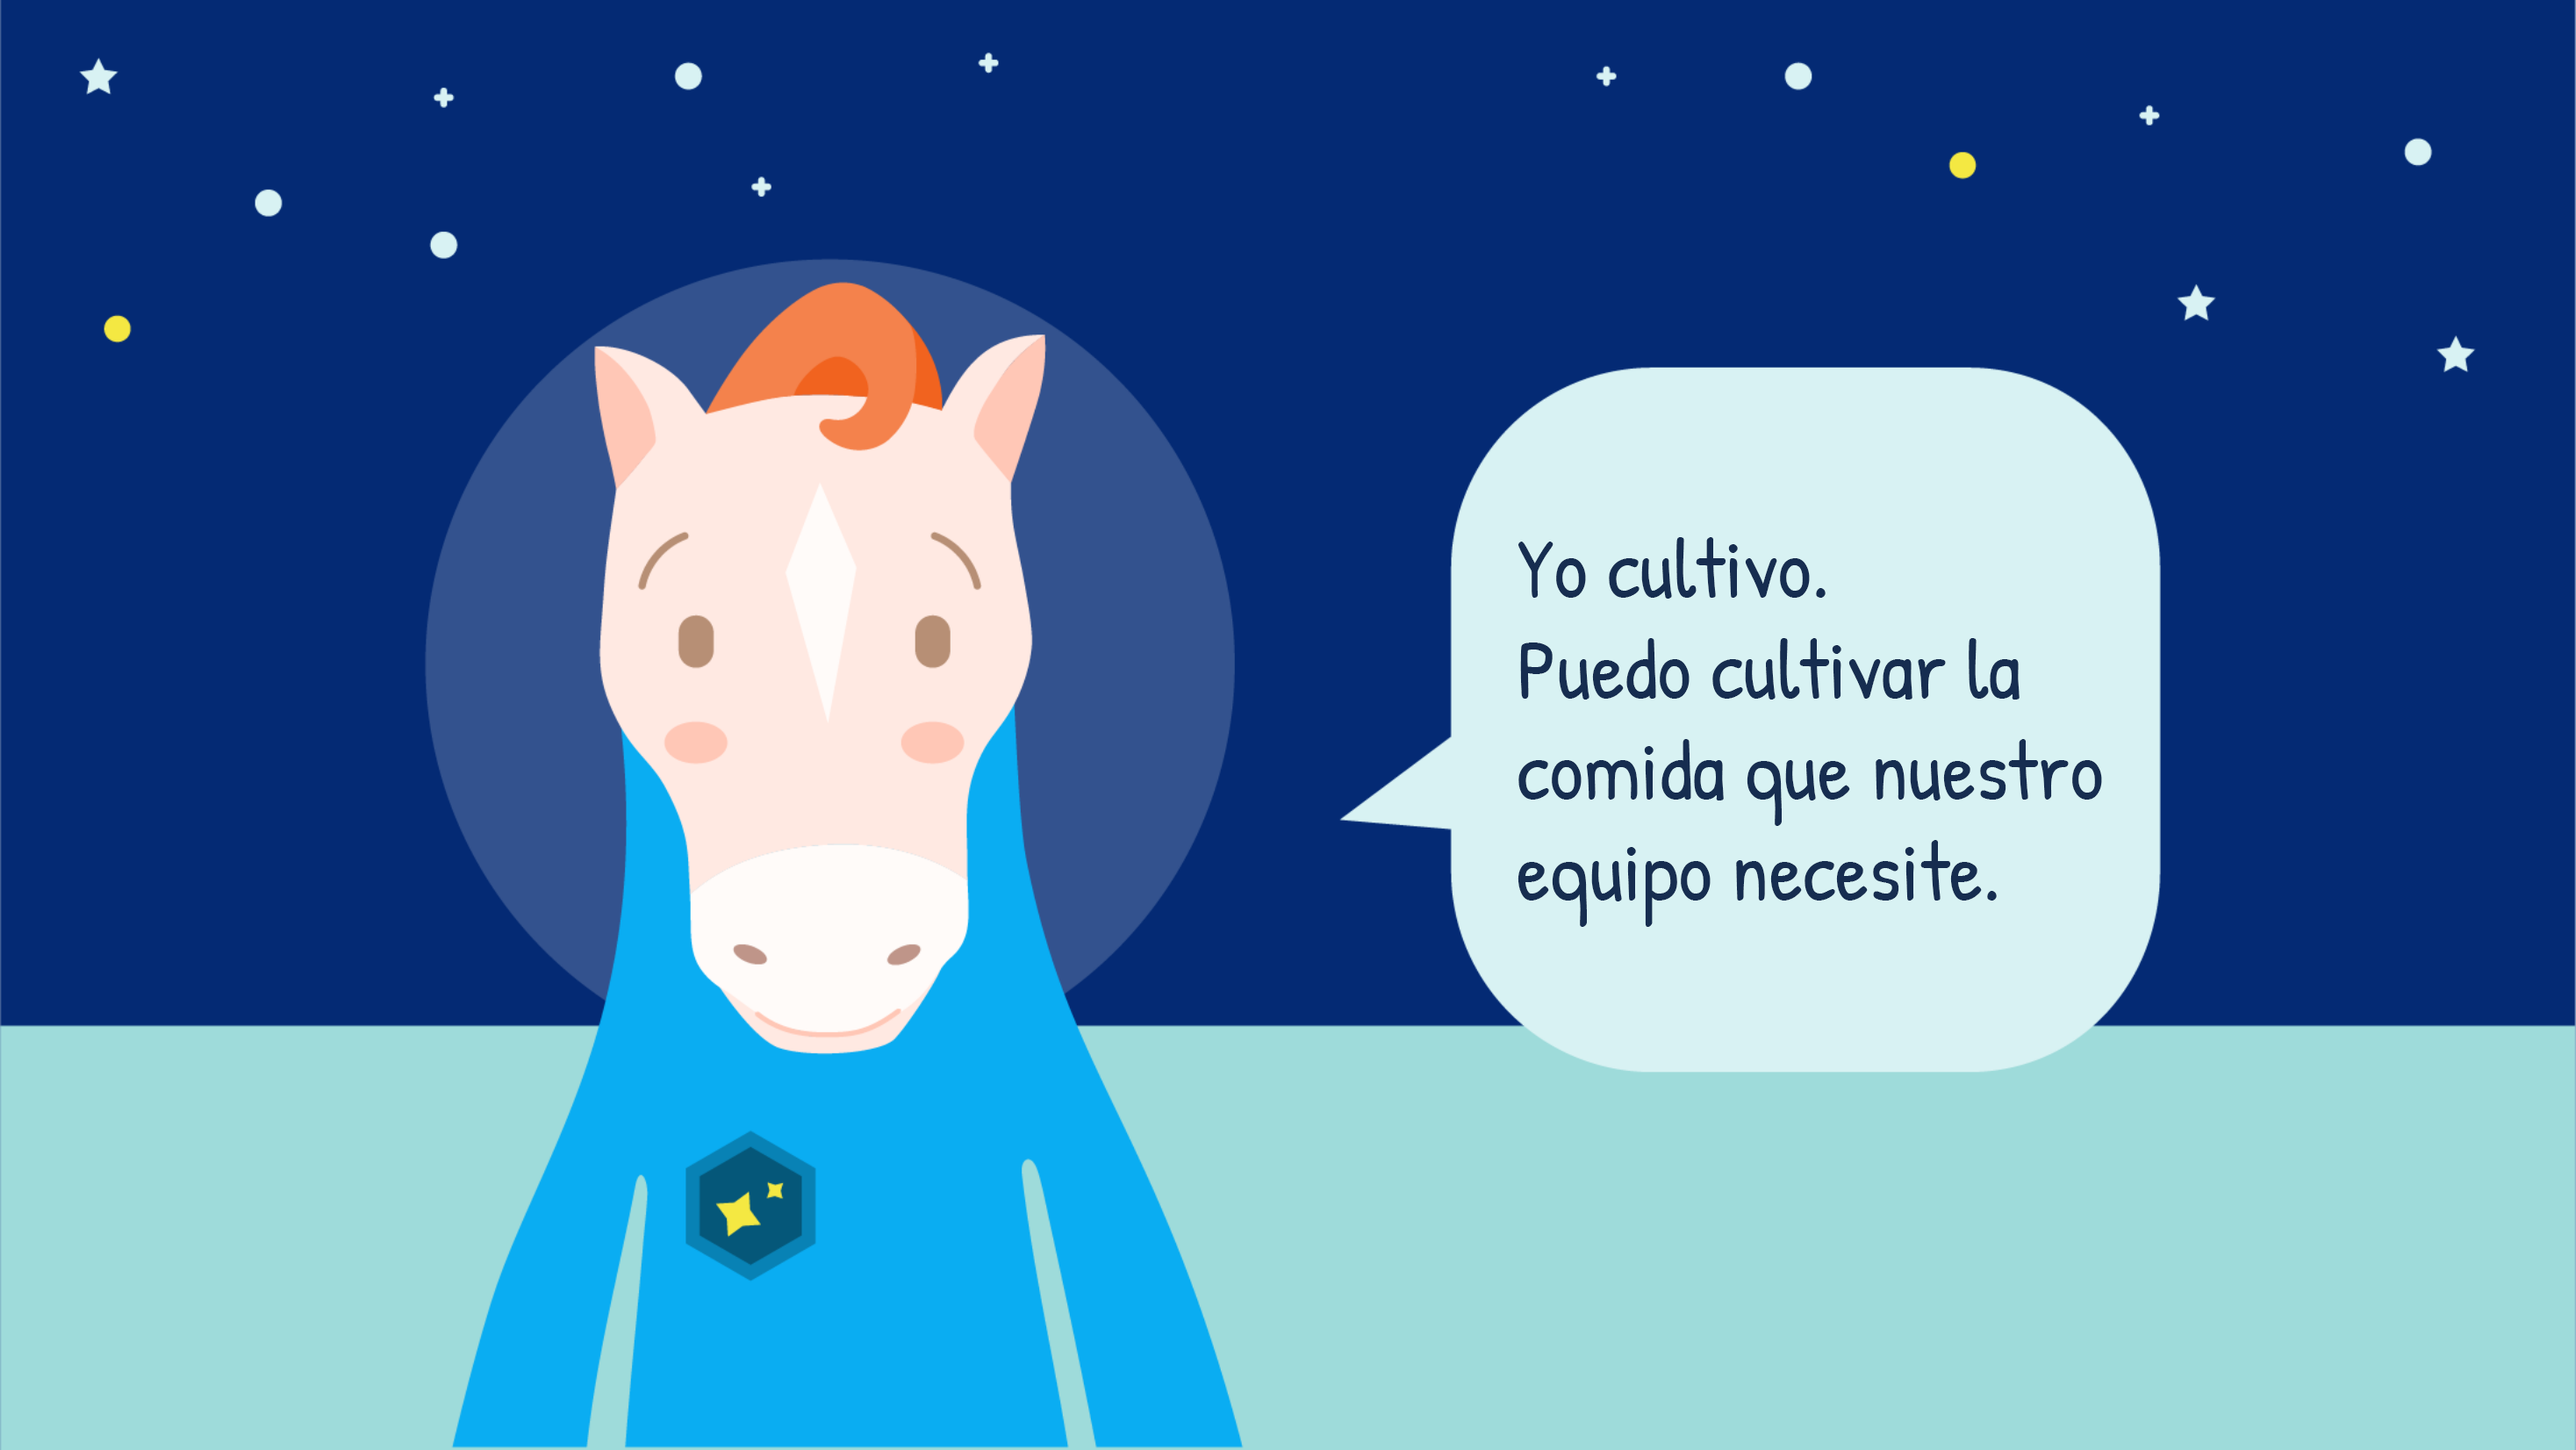 Yo cultivo.
Puedo cultivar la
comida que nuestro
equipo necesite.